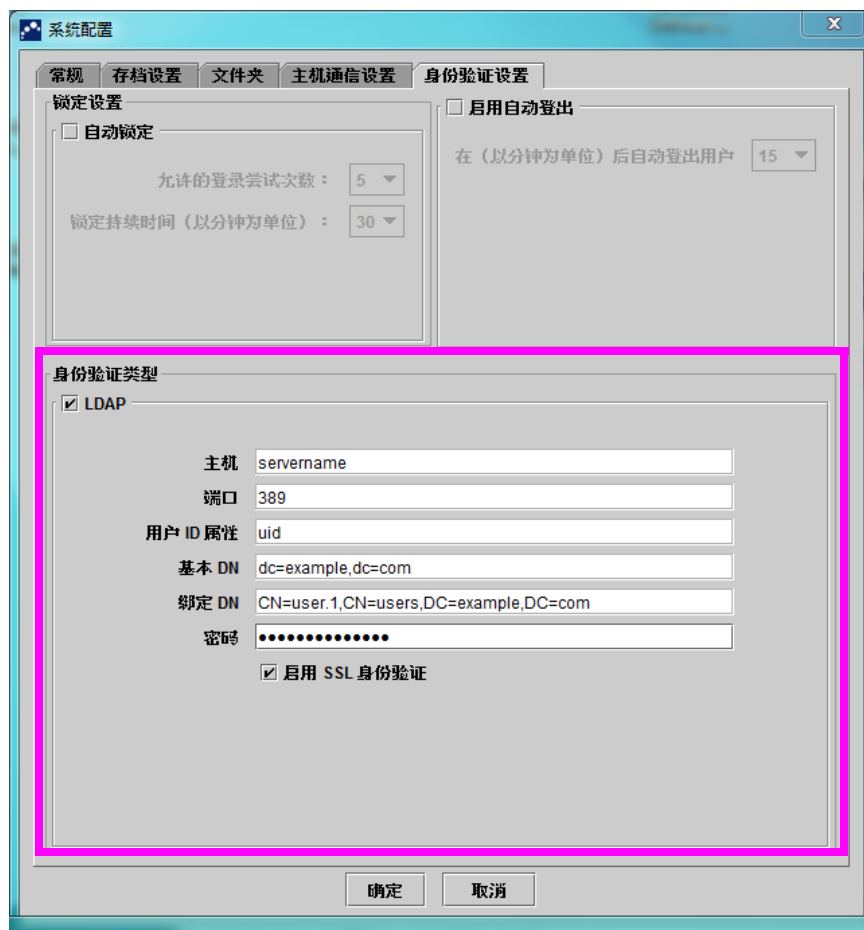 系统配置
常规 存档设置 文件夹 主机通信设置 身份验证设置
锁定设置
自动锁定
允许的登录尝试次数： 5
锁定持续时间（以分钟为单位）： 30
启用自动登出
在（以分钟为单位）后自动登出用户 15
身份验证类型
LDAP
主机 servername
端口 389
用户 ID 属性 uid
基本 DN dc=example,dc=com
绑定 DN CN=user.1,CN=users,DC=example,DC=com
密码 ••••••••••••••
启用 SSL 身份验证
确定 取消